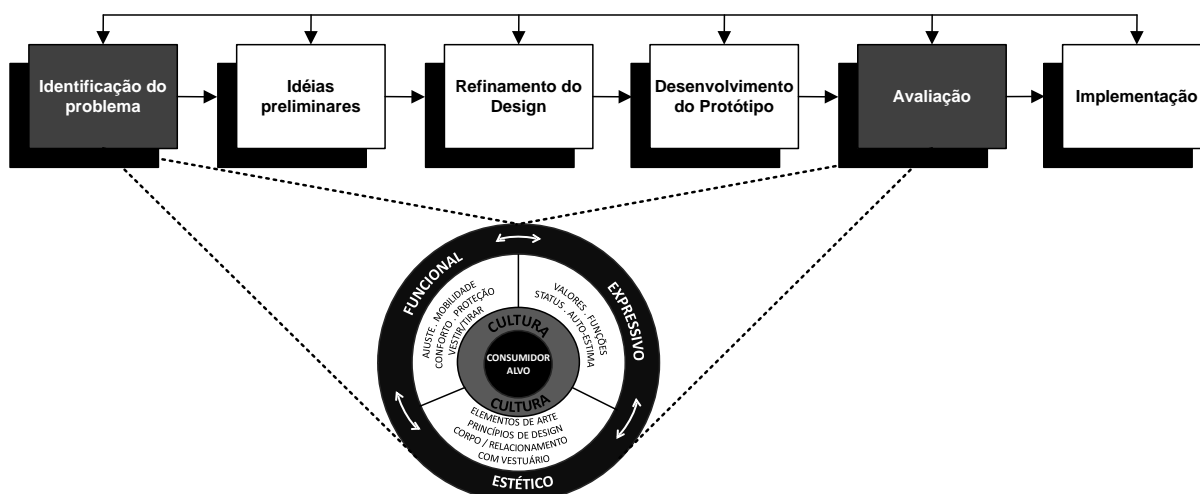 Identificação do
problema
Idéias
preliminares
Refinamento do
Design
Desenvolvimento
do Protótipo
Avaliação
Implementação
FUNCIONAL
EXPRESSIVO
ESTÉTICO
AJUSTE . MOBILIDADE
CONFORTO . PROTEÇÃO
VESTIR/TIRAR
VALORES . FUNÇÕES
STATUS . AUTO-ESTIMA
CULTURA
CONSUMIDOR
ALVO
CULTURA
ELEMENTOS DE ARTE
PRINCÍPIOS DE DESIGN
CORPO / RELACIONAMENTO
COM VESTUÁRIO